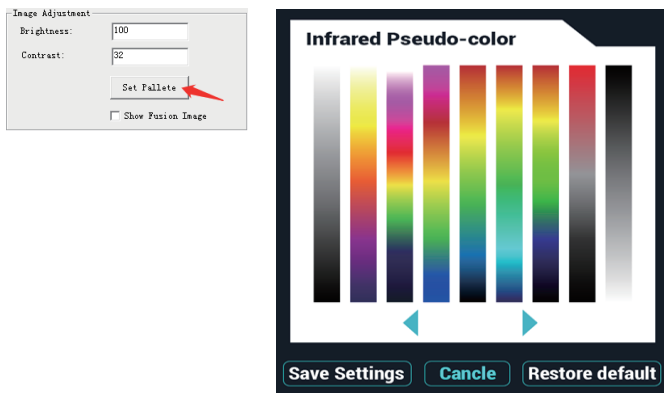 Image Adjustment
Brightness: 100
Contrast: 32
Set Pallete
Show Fusion Image
Infrared Pseudo-color
Save Settings Cancle Restore default